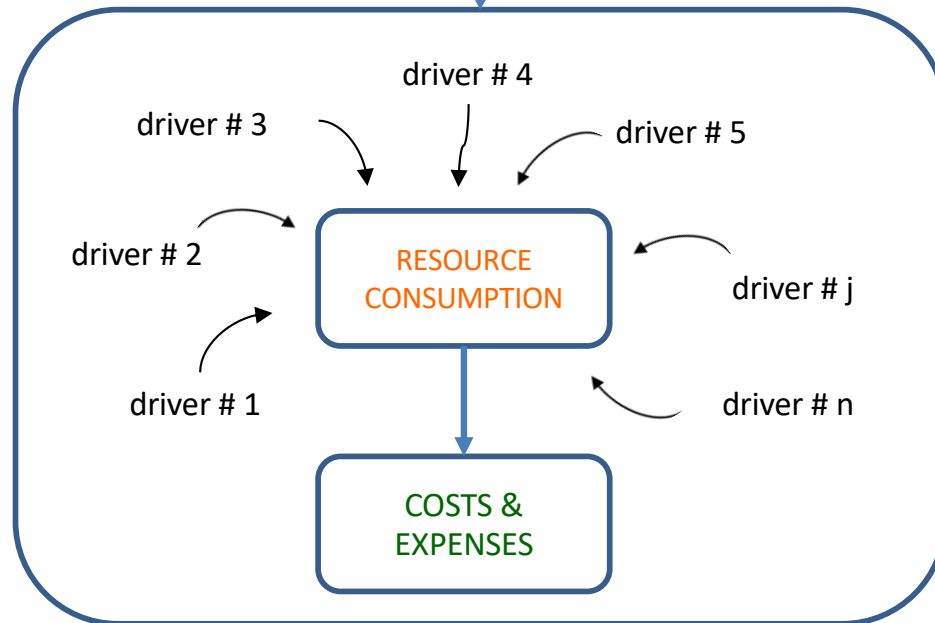 driver # 4
driver # 3
driver # 5
driver # 2
RESOURCE
CONSUMPTION
driver # j
driver # 1
driver # n
COSTS &
EXPENSES